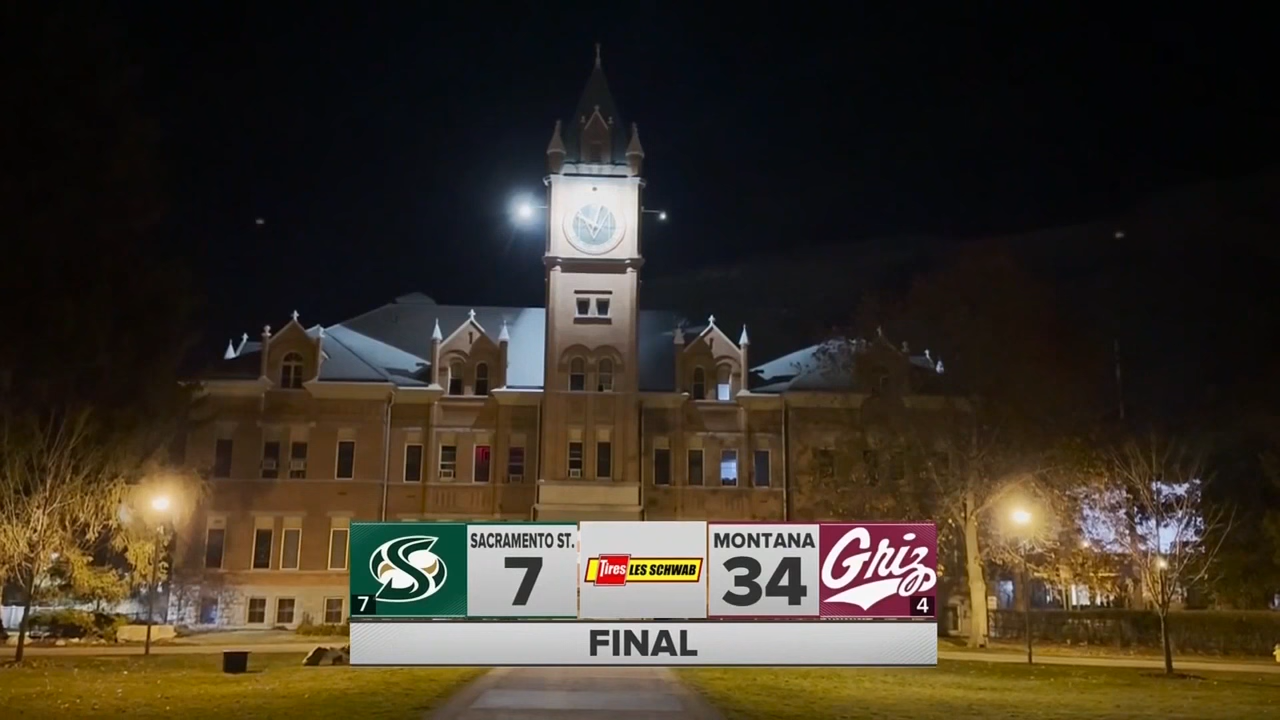 SACRAMENTO ST.
7
7
Tires LES SCHWAB
MONTANA
34
Griz
4
FINAL